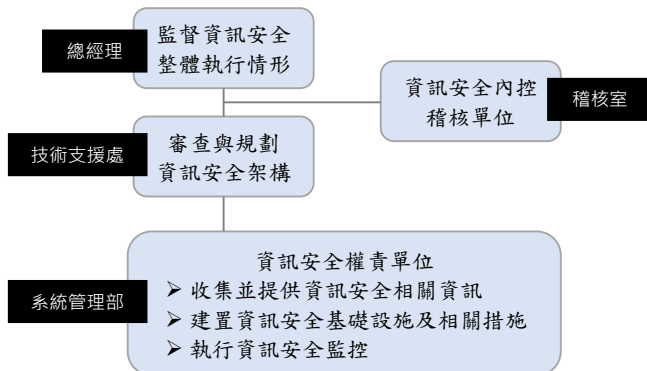 總經理
監督資訊安全
整體執行情形
資訊安全內控
稽核單位
稽核室
技術支援處
審查與規劃
資訊安全架構
系統管理部
資訊安全權責單位
➢ 收集並提供資訊安全相關資訊
➢ 建置資訊安全基礎設施及相關措施
➢ 執行資訊安全監控